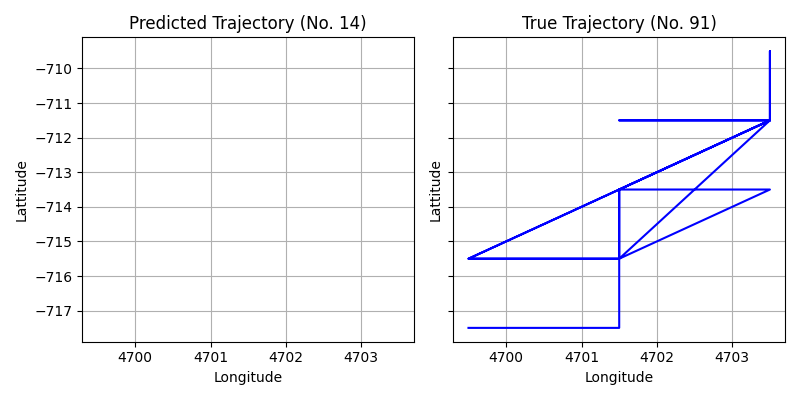 Predicted Trajectory (No. 14)
True Trajectory (No. 91)
−710
−711
−712
−713
−714
−715
−716
−717
Lattitude
Lattitude
4700 4701 4702 4703
4700 4701 4702 4703
Longitude
Longitude